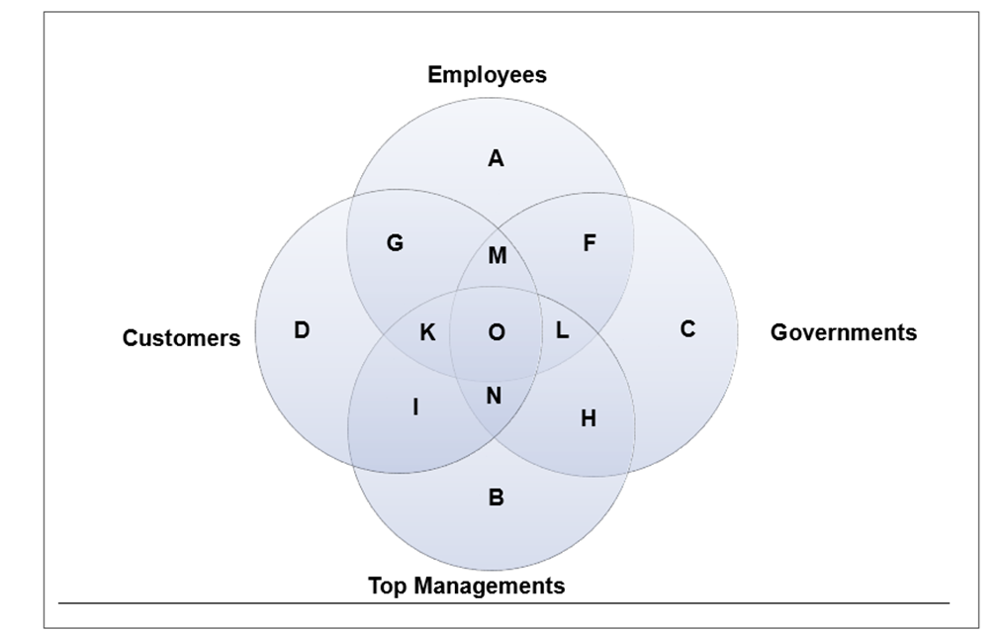 Employees
A
G
F
M
Customers
D
K
O
L
C
Governments
I
N
H
B
Top Managements